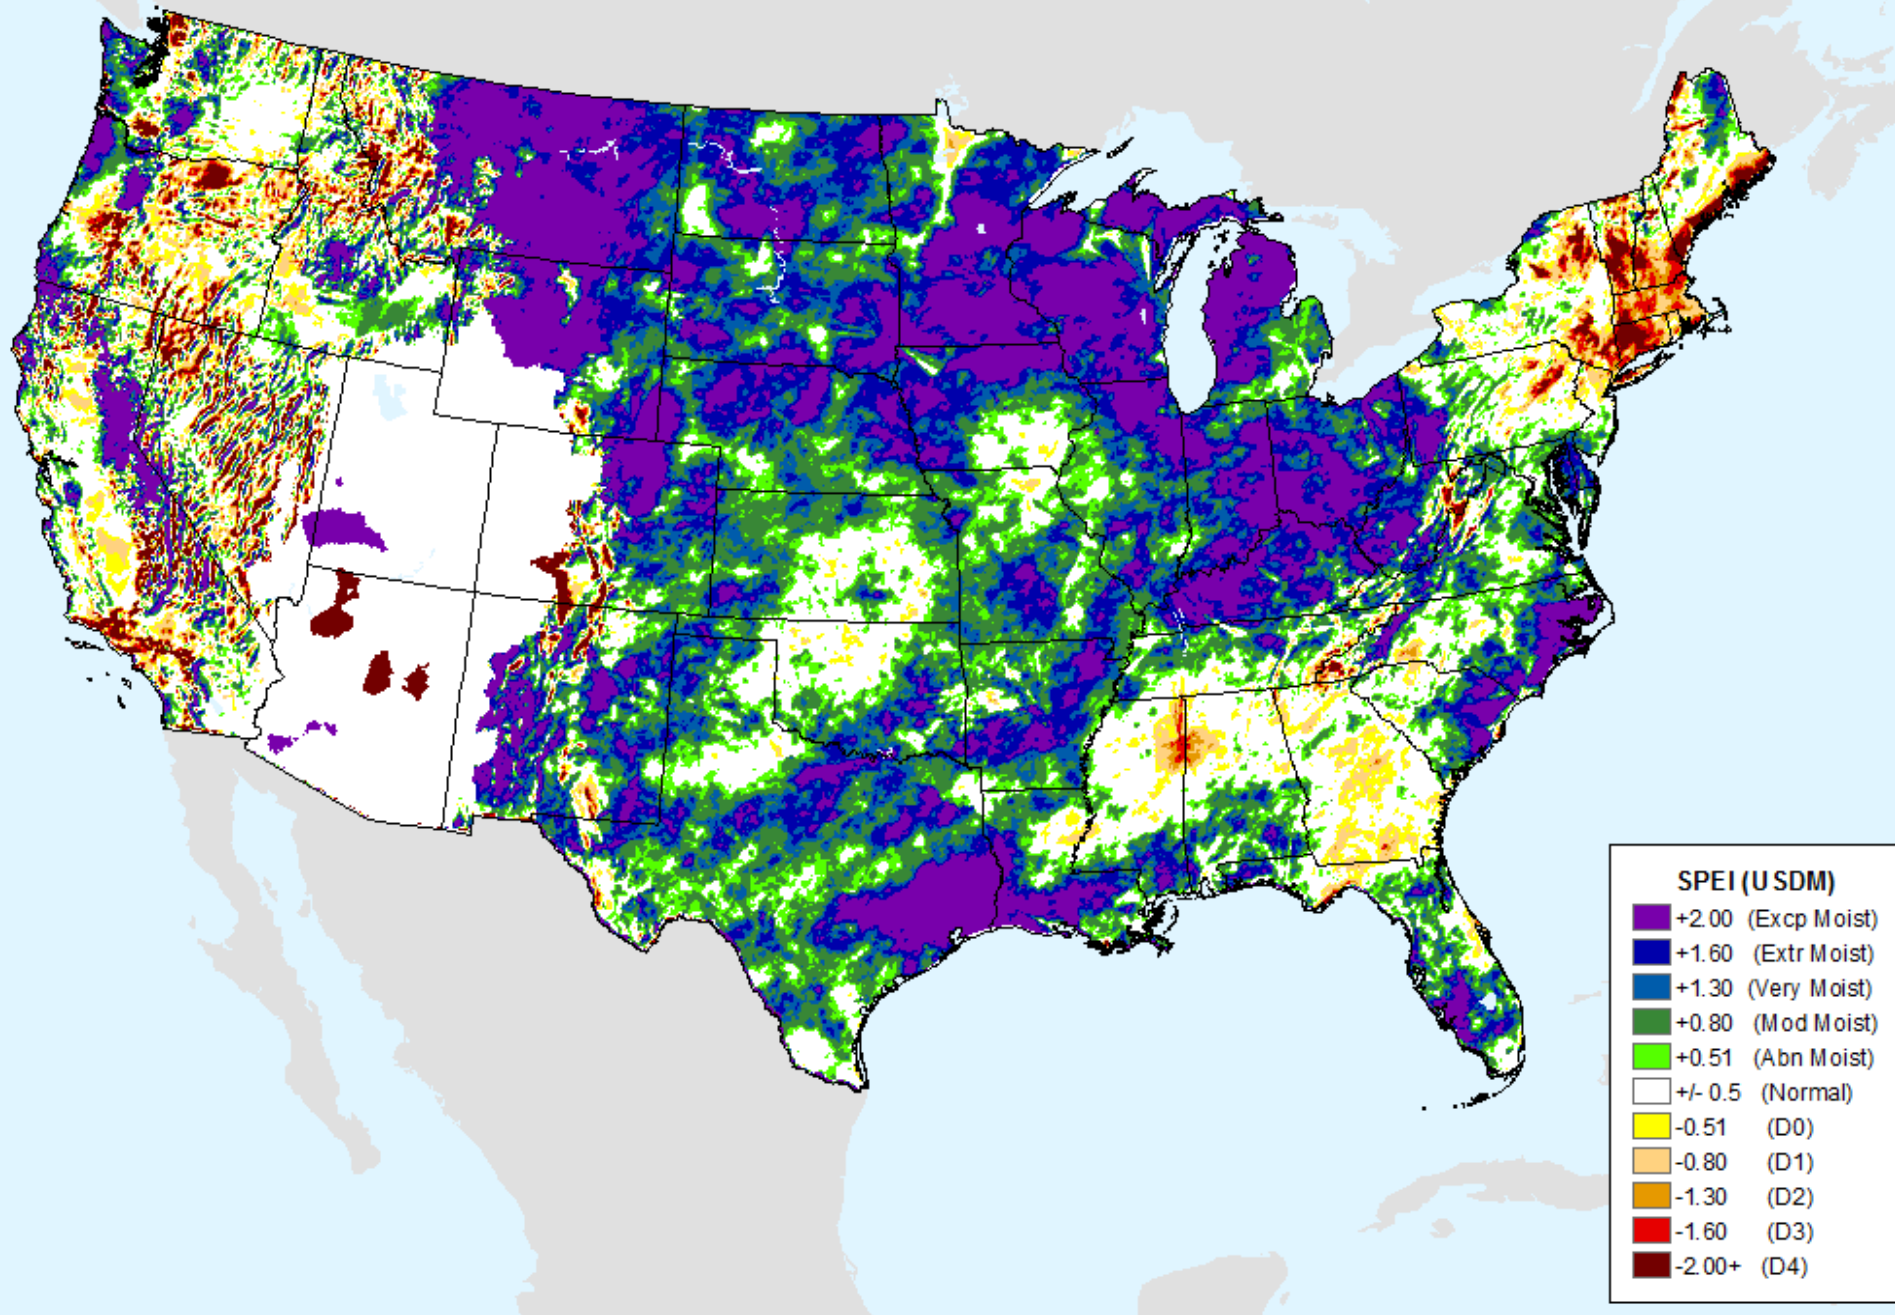 SPEI (USDM)
+2.00 (Excp Moist)
+1.60 (Extr Moist)
+1.30 (Very Moist)
+0.80 (Mod Moist)
+0.51 (Abn Moist)
+/- 0.5 (Normal)
-0.51 (D0)
-0.80 (D1)
-1.30 (D2)
-1.60 (D3)
-2.00+ (D4)